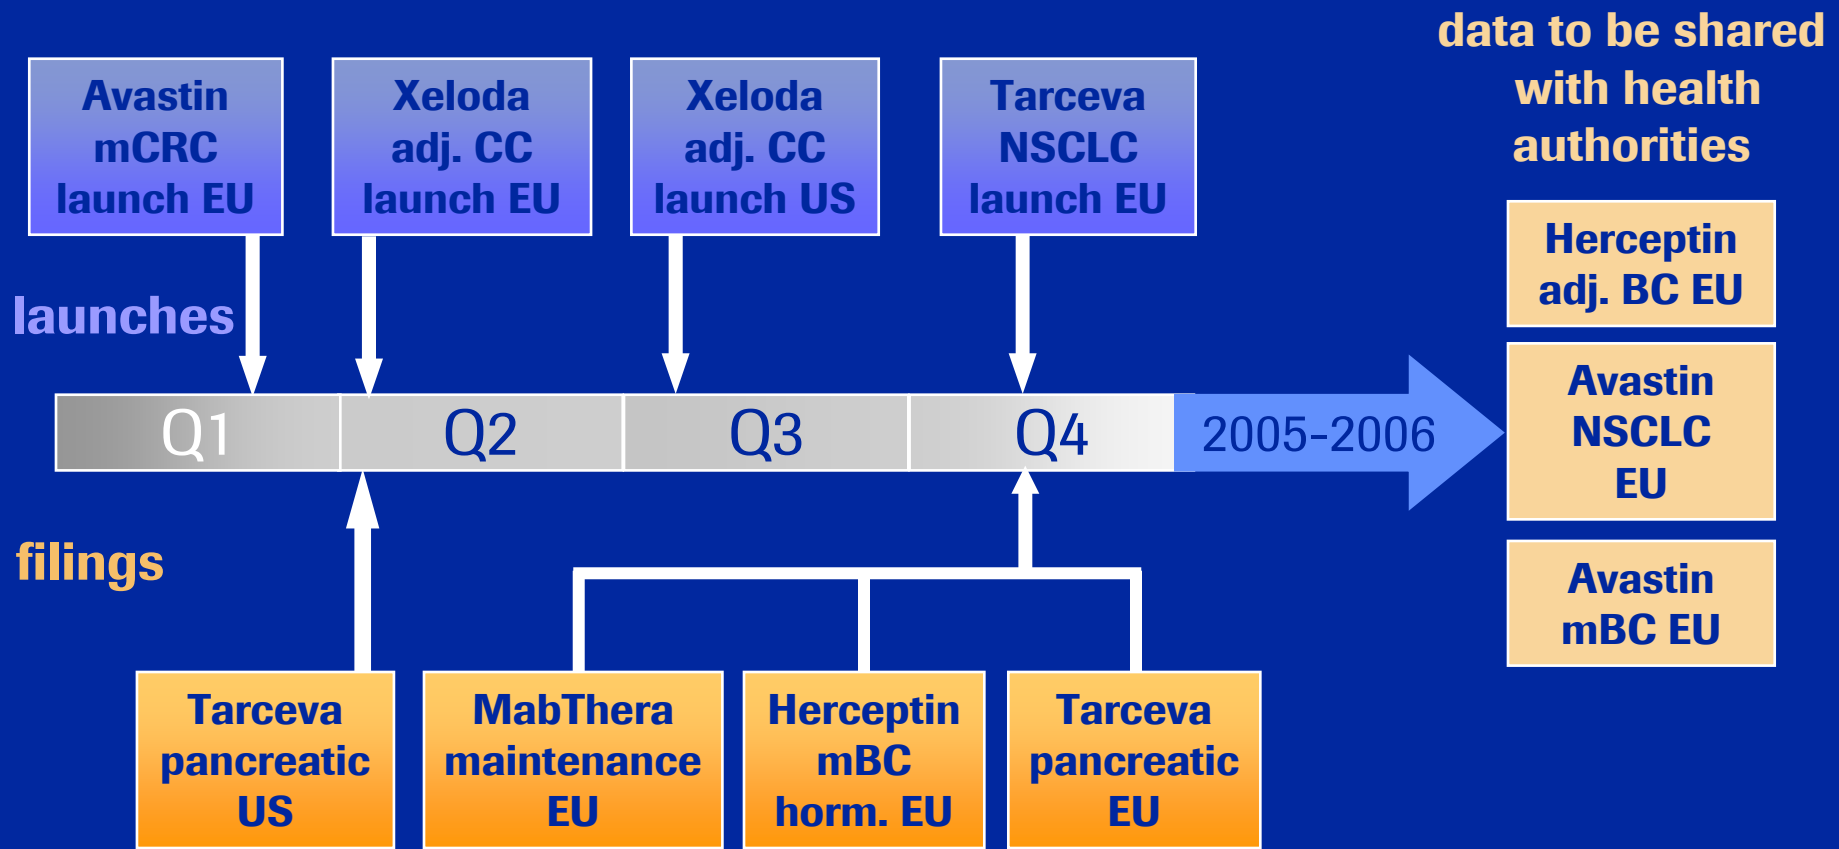 data to be shared
with health
authorities
Avastin
mCRC
launch EU
Xeloda
adj. CC
launch EU
Xeloda
adj. CC
launch US
Tarceva
NSCLC
launch EU
Herceptin
adj. BC EU
launches
Avastin
NSCLC
EU
Q1
Q2
Q3
Q4
2005-2006
filings
Avastin
mBC EU
Tarceva
pancreatic
US
MabThera
maintenance
EU
Herceptin
mBC
horm. EU
Tarceva
pancreatic
EU